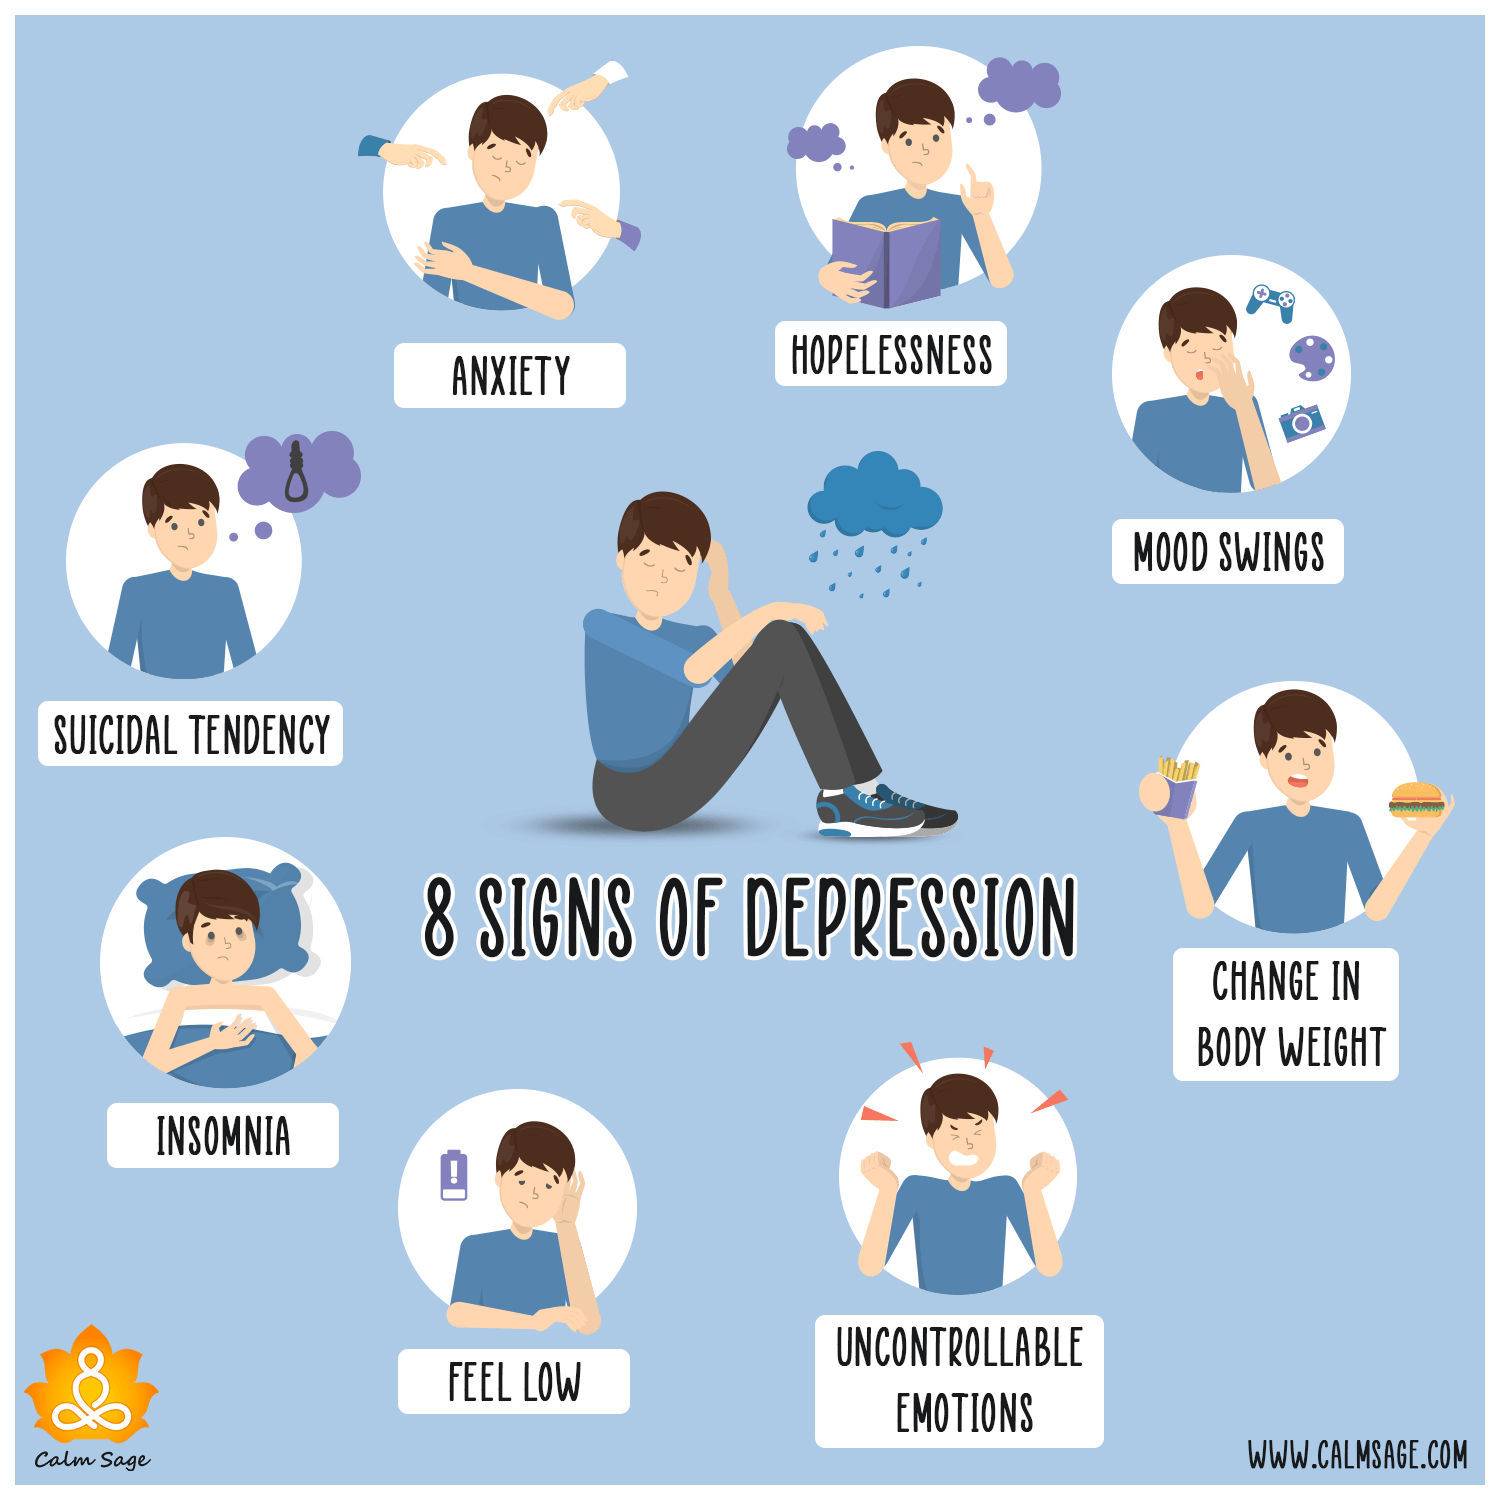 ANXIETY
HOPELESSNESS
MOOD SWINGS
SUICIDAL TENDENCY
8 SIGNS OF DEPRESSION
CHANGE IN
BODY WEIGHT
INSOMNIA
FEEL LOW
UNCONTROLLABLE
EMOTIONS
Calm Sage
WWW.CALMSAGE.COM